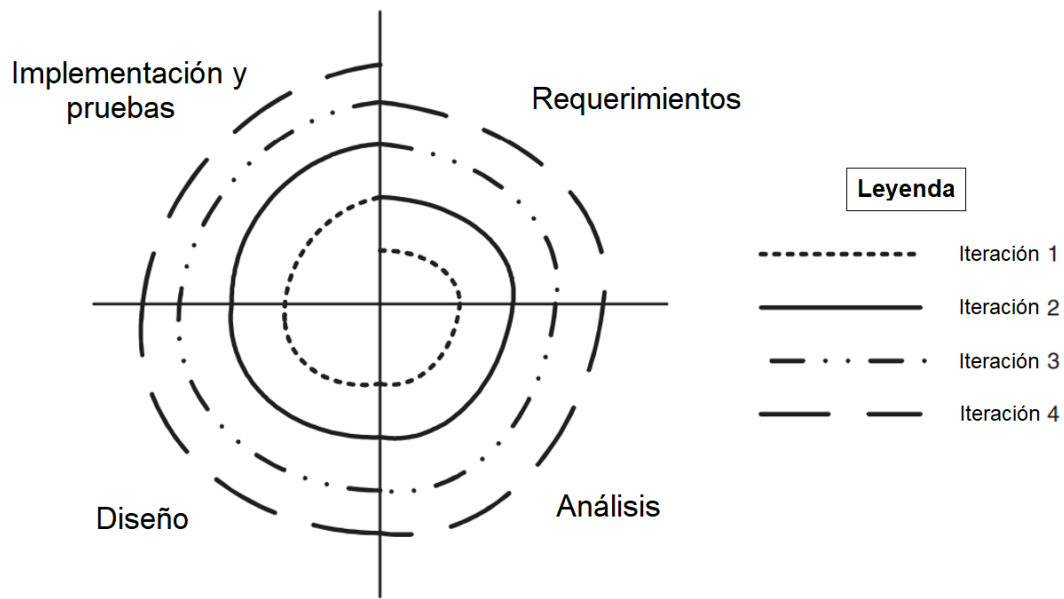 Implementación y
pruebas
Requerimientos
Diseño
Análisis
Leyenda
Iteración 1
Iteración 2
Iteración 3
Iteración 4